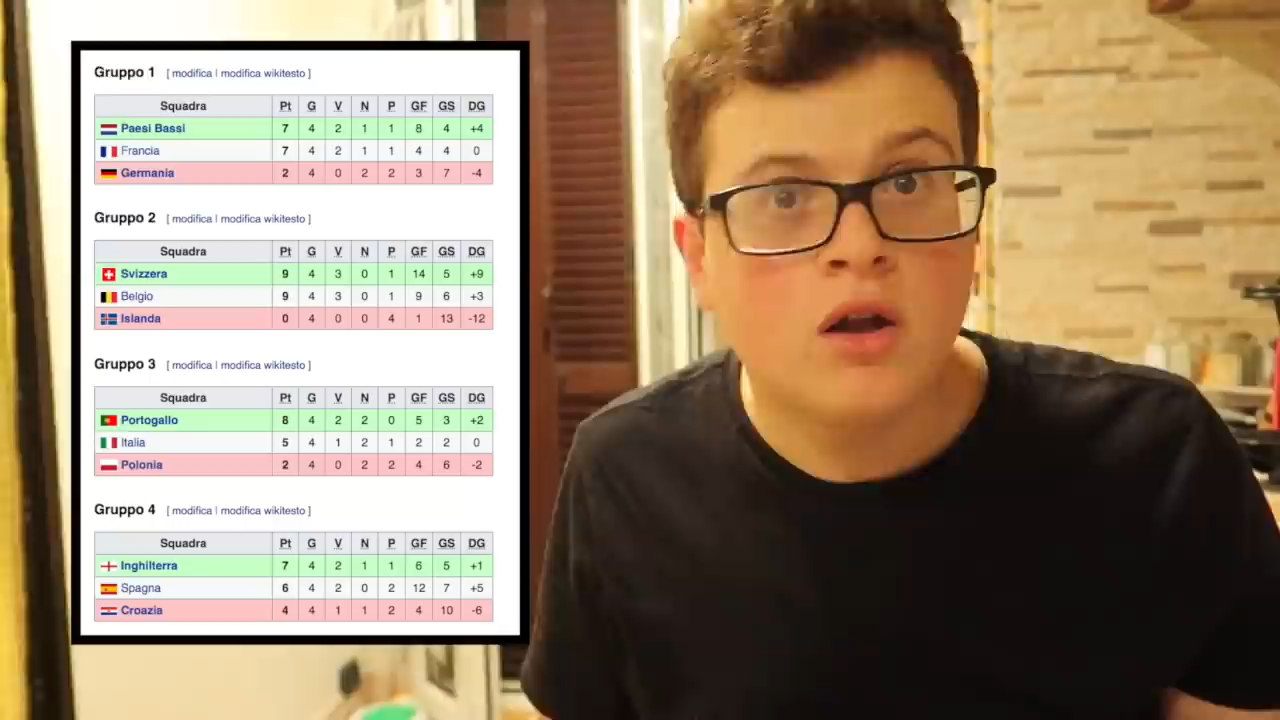 Gruppo 1 [ modifica | modifica wikitesto ]
Squadra Pt G V N P GF GS DG
Paesi Bassi 7 4 2 1 1 8 4 +4
Francia 7 4 2 1 1 4 4 0
Germania 2 4 0 2 2 3 7 -4
Gruppo 2 [ modifica | modifica wikitesto ]
Squadra Pt G V N P GF GS DG
Svizzera 9 4 3 0 1 14 5 +9
Belgio 9 4 3 0 1 9 6 +3
Islanda 0 4 0 0 4 1 13 -12
Gruppo 3 [ modifica | modifica wikitesto ]
Squadra Pt G V N P GF GS DG
Portogallo 8 4 2 2 0 5 3 +2
Italia 5 4 1 2 1 2 2 0
Polonia 2 4 0 2 2 4 6 -2
Gruppo 4 [ modifica | modifica wikitesto ]
Squadra Pt G V N P GF GS DG
Inghilterra 7 4 2 1 1 6 5 +1
Spagna 6 4 2 0 2 12 7 +5
Croazia 4 4 1 1 2 4 10 -6